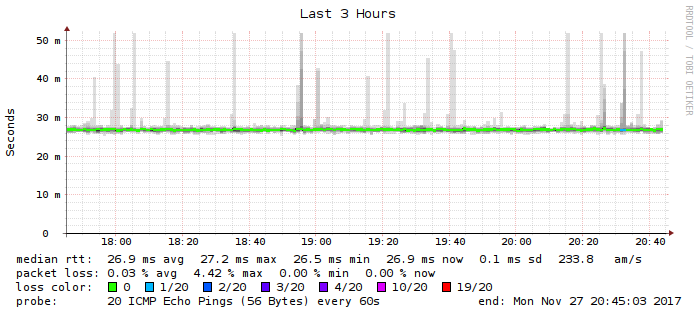 Last 3 Hours
RRDTOOL / TOBI OETIKER
Seconds
50 m
40 m
30 m
20 m
10 m
0
18:00 18:20 18:40 19:00 19:20 19:40 20:00 20:20 20:40
median rtt: 26.9 ms avg 27.2 ms max 26.5 ms min 26.9 ms now 0.1 ms sd 233.8 am/s
packet loss: 0.03 % avg 4.42 % max 0.00 % min 0.00 % now
loss color: 0 1/20 2/20 3/20 4/20 10/20 19/20
probe: 20 ICMP Echo Pings (56 Bytes) every 60s end: Mon Nov 27 20:45:03 2017